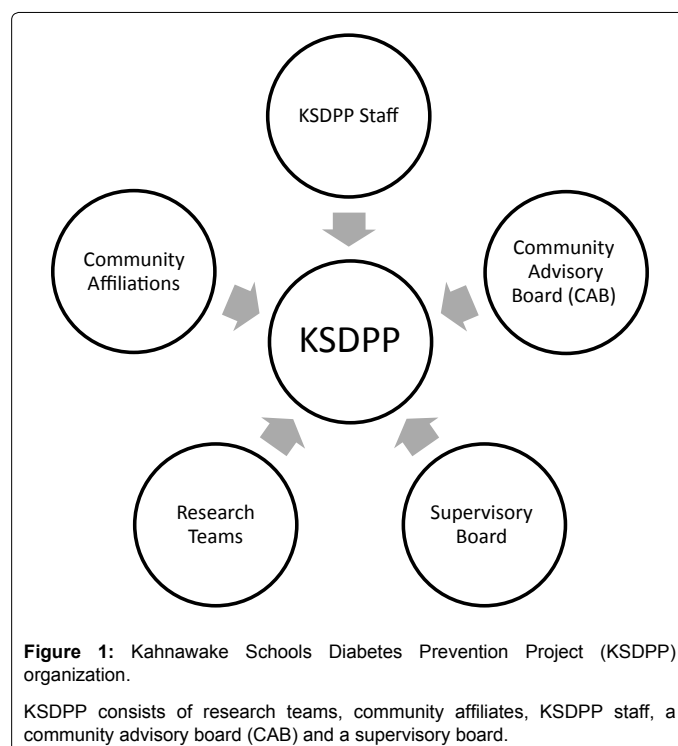 KSDPP Staff
Community
Affiliations
Community
Advisory
Board (CAB)
KSDPP
Research
Teams
Supervisory
Board
Figure 1: Kahnawake Schools Diabetes Prevention Project (KSDPP)
organization.
KSDPP consists of research teams, community affiliates, KSDPP staff, a
community advisory board (CAB) and a supervisory board.